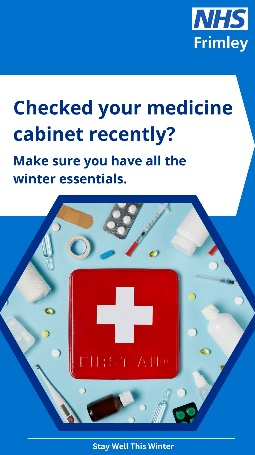 NHS
Frimley
Checked your medicine
cabinet recently?
Make sure you have all the
winter essentials.
FIRST AID
Stay Well This Winter